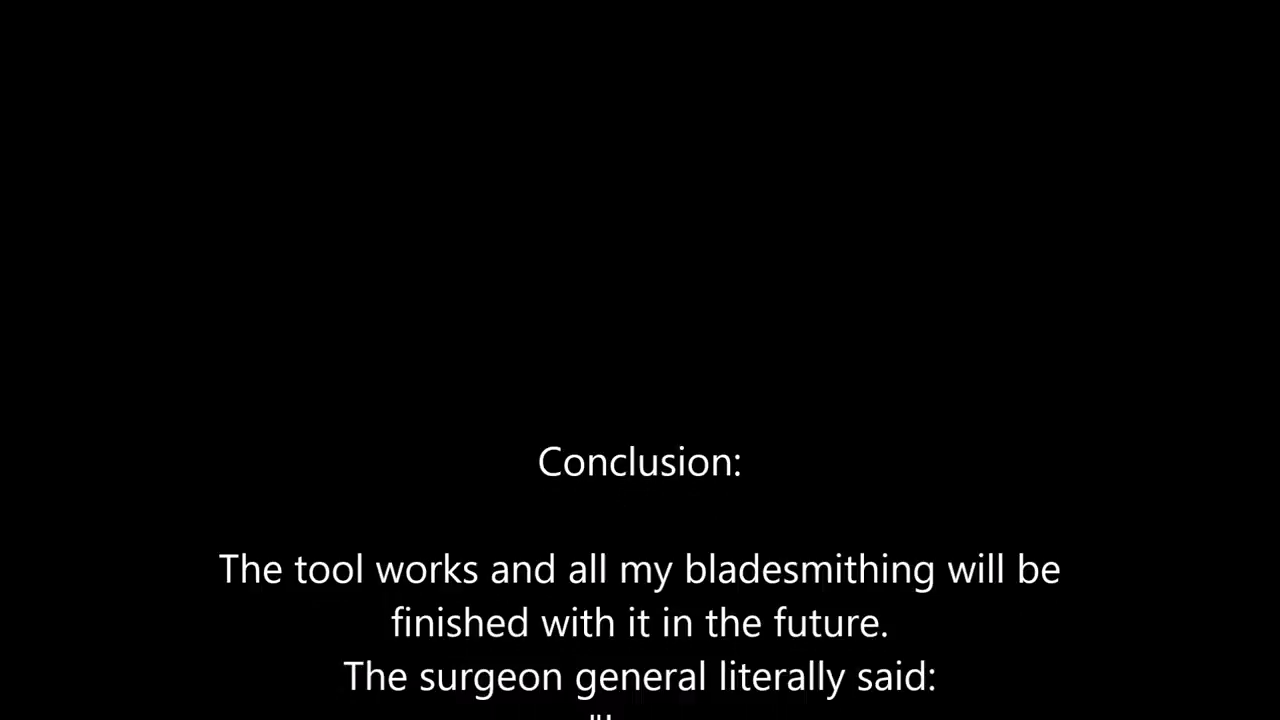 Conclusion:
The tool works and all my bladesmithing will be
finished with it in the future.
The surgeon general literally said: